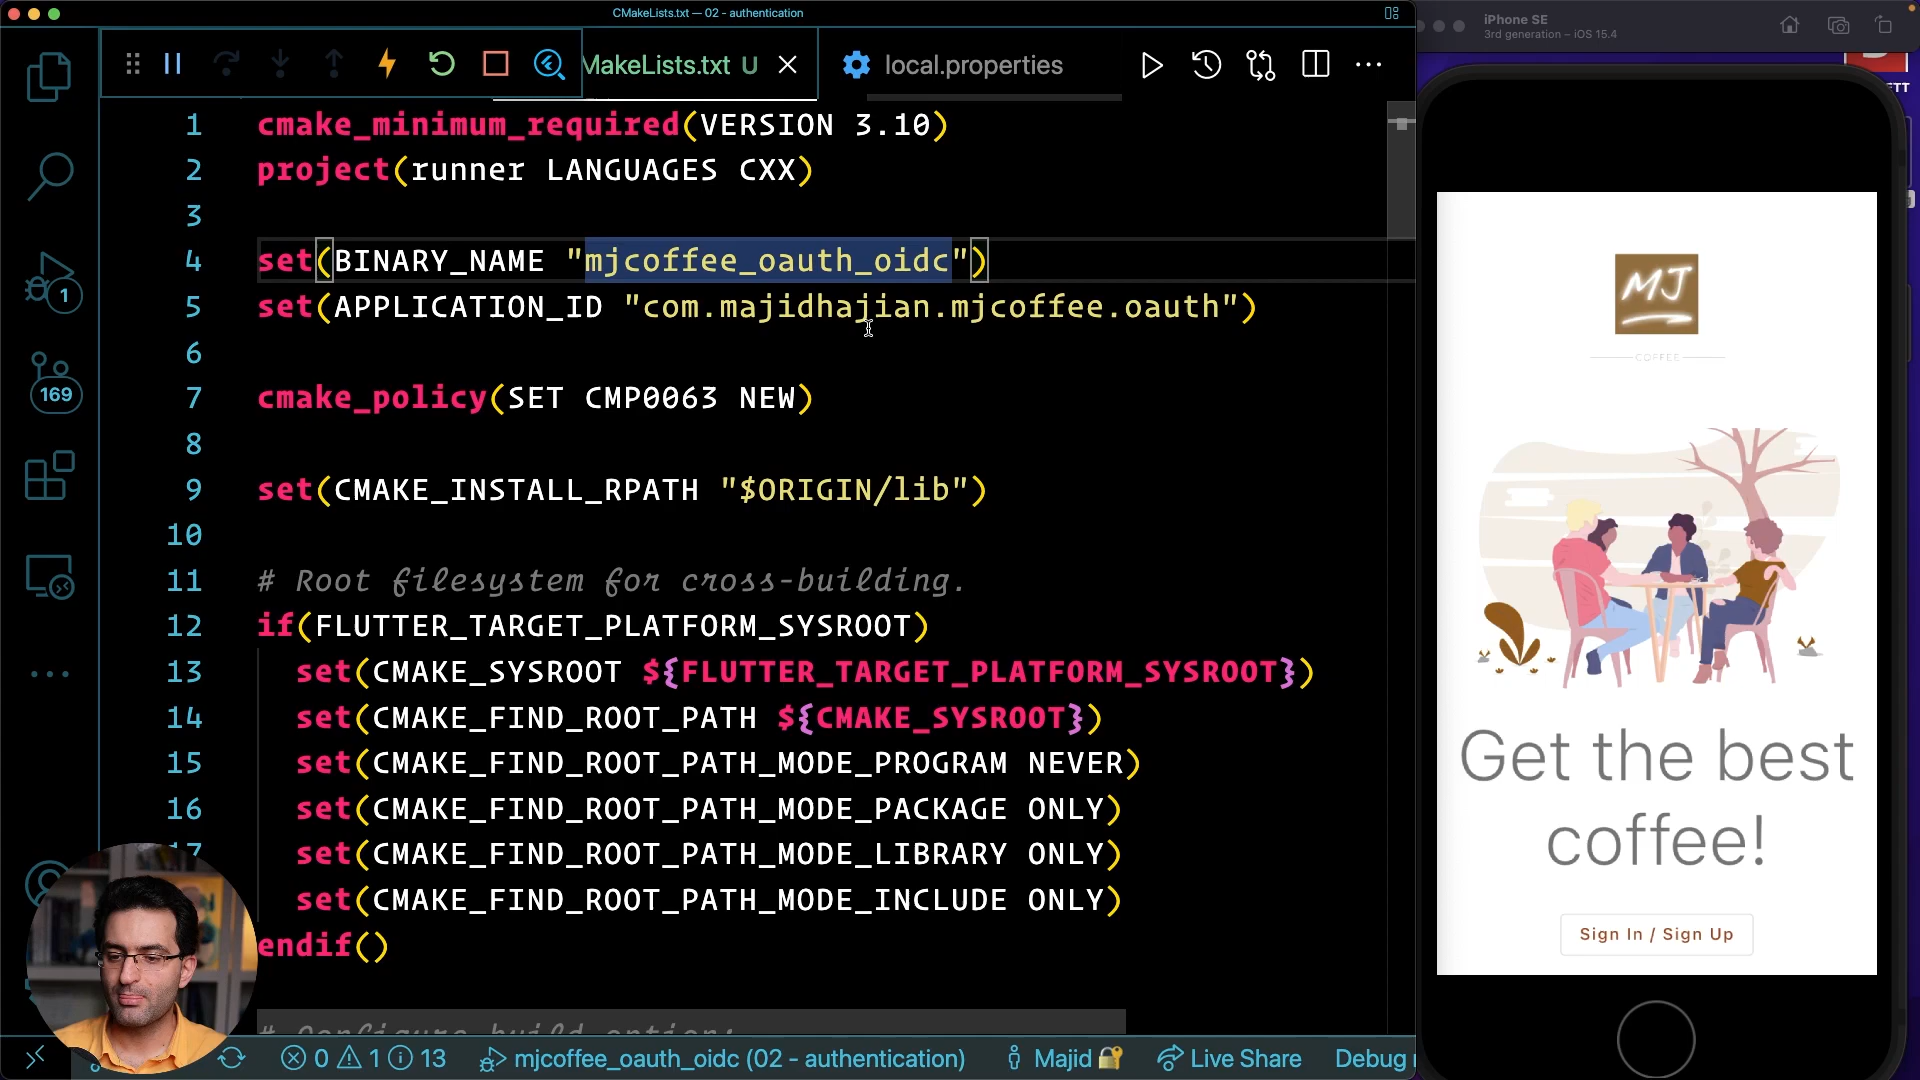 CMakeLists.txt — 02 - authentication
MakeLists.txt U
local.properties
1 cmake_minimum_required(VERSION 3.10)
2 project(runner LANGUAGES CXX)
3
4 set(BINARY_NAME "mjcoffee_oauth_oidc")
5 set(APPLICATION_ID "com.majidhajian.mjcoffee.oauth")
6
7 cmake_policy(SET CMP0063 NEW)
8
9 set(CMAKE_INSTALL_RPATH "$ORIGIN/lib")
10
11 # Root filesystem for cross-building.
12 if(FLUTTER_TARGET_PLATFORM_SYSROOT)
13 set(CMAKE_SYSROOT ${FLUTTER_TARGET_PLATFORM_SYSROOT})
14 set(CMAKE_FIND_ROOT_PATH ${CMAKE_SYSROOT})
15 set(CMAKE_FIND_ROOT_PATH_MODE_PROGRAM NEVER)
16 set(CMAKE_FIND_ROOT_PATH_MODE_PACKAGE ONLY)
17 set(CMAKE_FIND_ROOT_PATH_MODE_LIBRARY ONLY)
set(CMAKE_FIND_ROOT_PATH_MODE_INCLUDE ONLY)
endif()
# Configure build option
1
169
0 1 13 mjcoffee_oauth_oidc (02 - authentication) Majid Live Share Debug
iPhone SE
3rd generation – iOS 15.4
ETT
MJ
COFFEE
Get the best
coffee!
Sign In / Sign Up